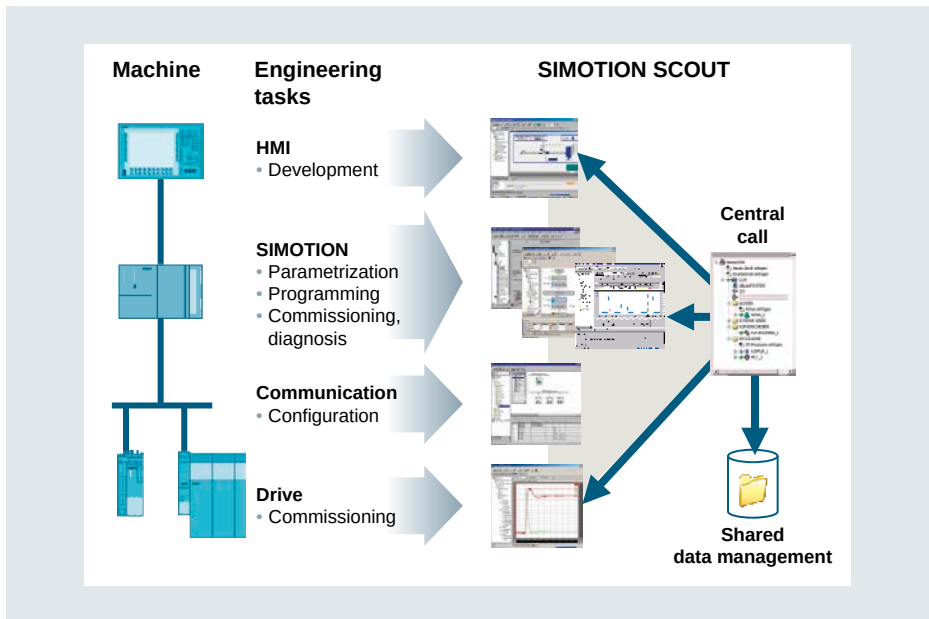 Machine
Engineering
tasks
SIMOTION SCOUT
HMI
• Development
SIMOTION
• Parametrization
• Programming
• Commissioning,
diagnosis
Communication
• Configuration
Drive
• Commissioning
Central
call
Shared
data management